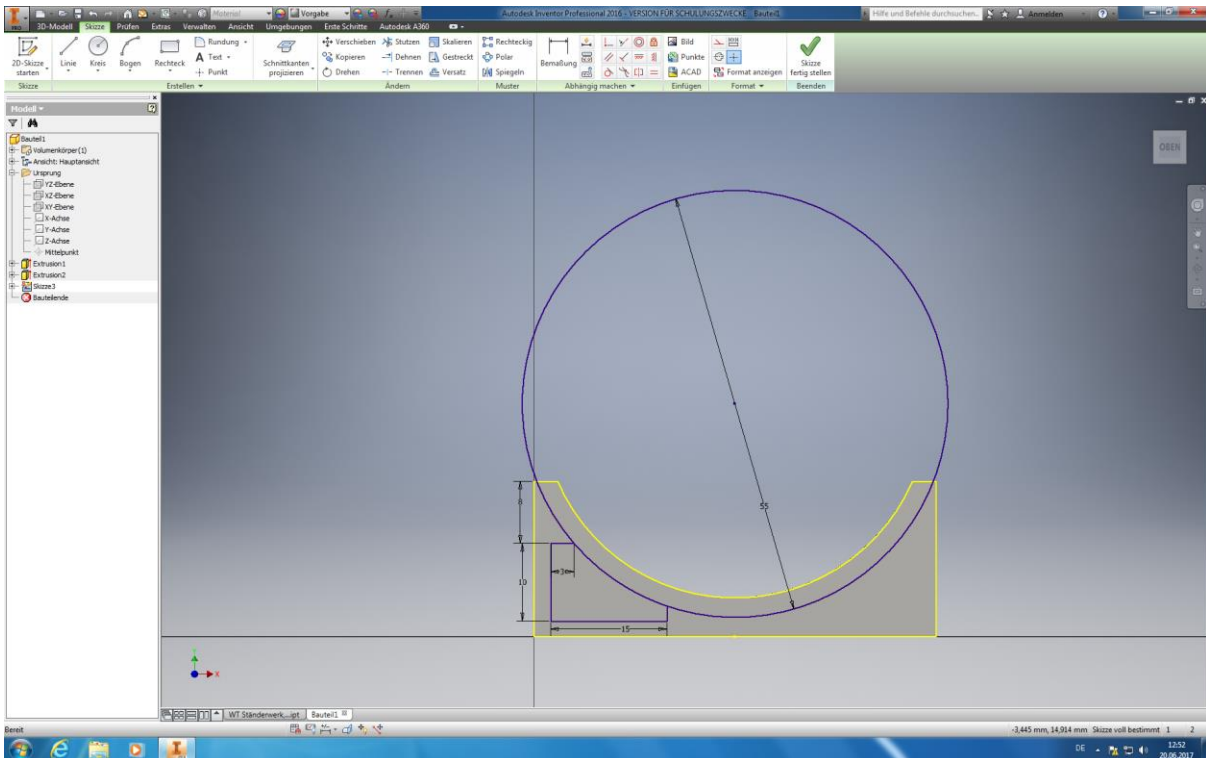 Material
Vorgabe
Autodesk Inventor Professional 2016 - VERSION FÜR SCHULUNGSZWECKE Bauteil1
Hilfe und Befehle durchsuchen...
Anmelden
3D-Modell Skizze Prüfen Extras Verwalten Ansicht Umgebungen Erste Schritte Autodesk A360
2D-Skizze starten
Linie
Kreis
Bogen
Rechteck
Rundung
Text
Punkt
Schnittkanten projizieren
Verschieben Stutzen Skalieren
Kopieren Dehnen Gestreckt
Drehen Trennen Versatz
Rechteckig
Polar
Spiegeln
Bemaßung
Bild
Punkte
ACAD
Format anzeigen
Skizze fertig stellen
Skizze Erstellen Ändern Muster Abhängig machen Einfügen Format Beenden
Modell
Bauteil1
Volumenkörper(1)
Ansicht: Hauptansicht
Ursprung
YZ-Ebene
XZ-Ebene
XY-Ebene
X-Achse
Y-Achse
Z-Achse
Mittelpunkt
Extrusion1
Extrusion2
Skizze3
Bauteilende
OBEN
55
8
10
3
15
Y
X
WT Ständerwerk....ipt Bauteil1
Bereit
-3,445 mm, 14,914 mm Skizze voll bestimmt 1 2
DE
12:52
20.06.2017